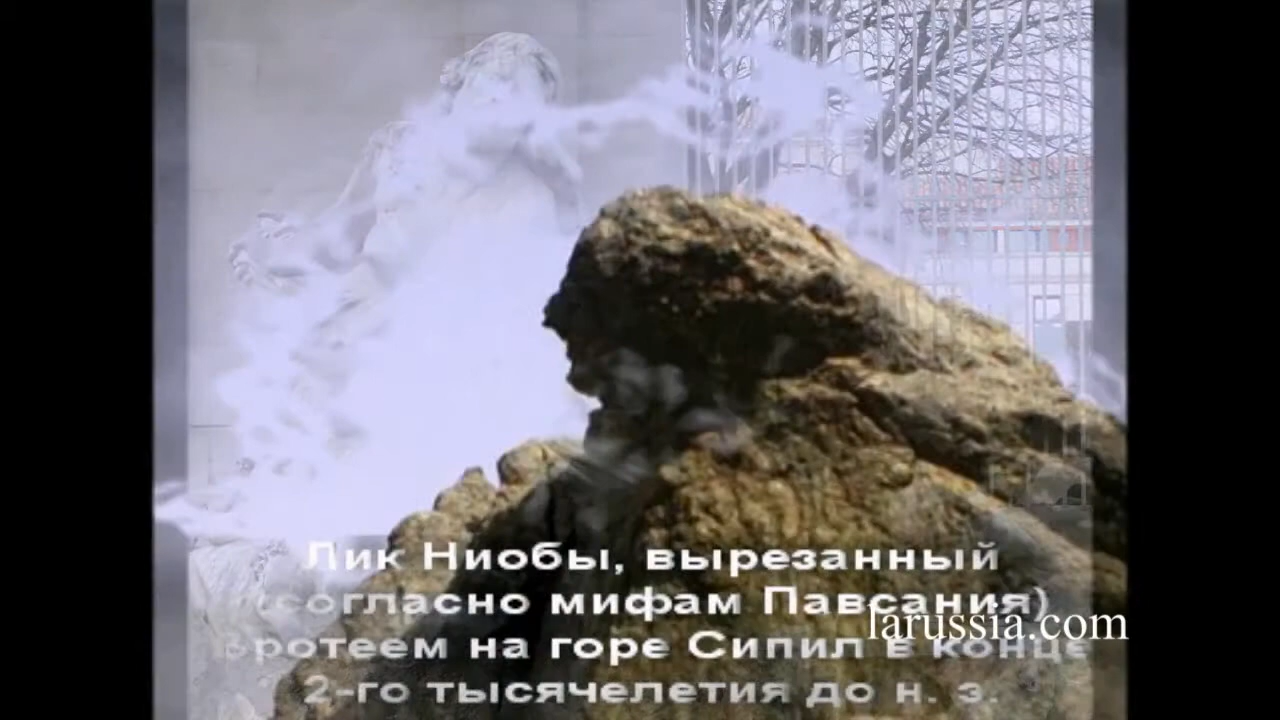 Лик Ниобы, вырезанный
(согласно мифам Павсания)
Бротеем на горе Сипил в конце
2-го тысячелетия до н. э.
larussia.com